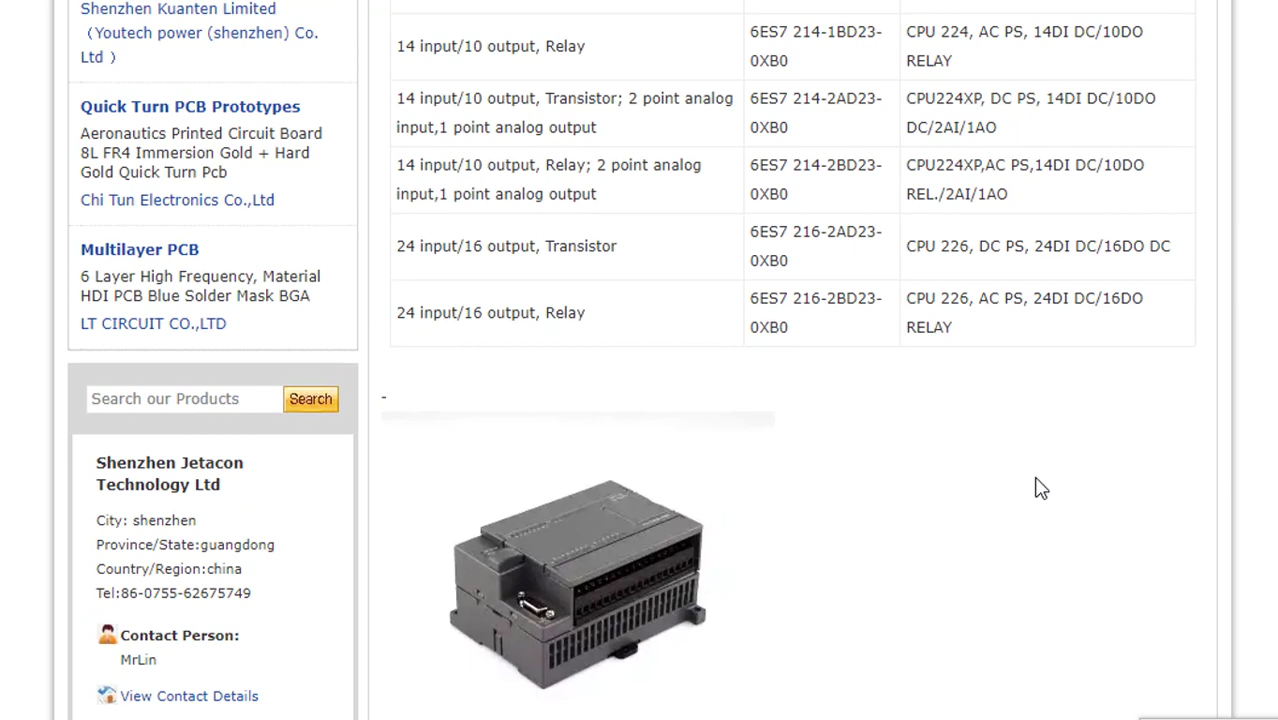 Shenzhen Kuanten Limited
（Youtech power (shenzhen) Co.
Ltd ）
Quick Turn PCB Prototypes
Aeronautics Printed Circuit Board
8L FR4 Immersion Gold + Hard
Gold Quick Turn Pcb
Chi Tun Electronics Co.,Ltd
Multilayer PCB
6 Layer High Frequency, Material
HDI PCB Blue Solder Mask BGA
LT CIRCUIT CO.,LTD
Search our Products
Search
Shenzhen Jetacon
Technology Ltd
City: shenzhen
Province/State:guangdong
Country/Region:china
Tel:86-0755-62675749
Contact Person:
MrLin
View Contact Details
14 input/10 output, Relay
6ES7 214-1BD23-
0XB0
CPU 224, AC PS, 14DI DC/10DO
RELAY
14 input/10 output, Transistor; 2 point analog
input,1 point analog output
6ES7 214-2AD23-
0XB0
CPU224XP, DC PS, 14DI DC/10DO
DC/2AI/1AO
14 input/10 output, Relay; 2 point analog
input,1 point analog output
6ES7 214-2BD23-
0XB0
CPU224XP,AC PS,14DI DC/10DO
REL./2AI/1AO
24 input/16 output, Transistor
6ES7 216-2AD23-
0XB0
CPU 226, DC PS, 24DI DC/16DO DC
24 input/16 output, Relay
6ES7 216-2BD23-
0XB0
CPU 226, AC PS, 24DI DC/16DO
RELAY
-